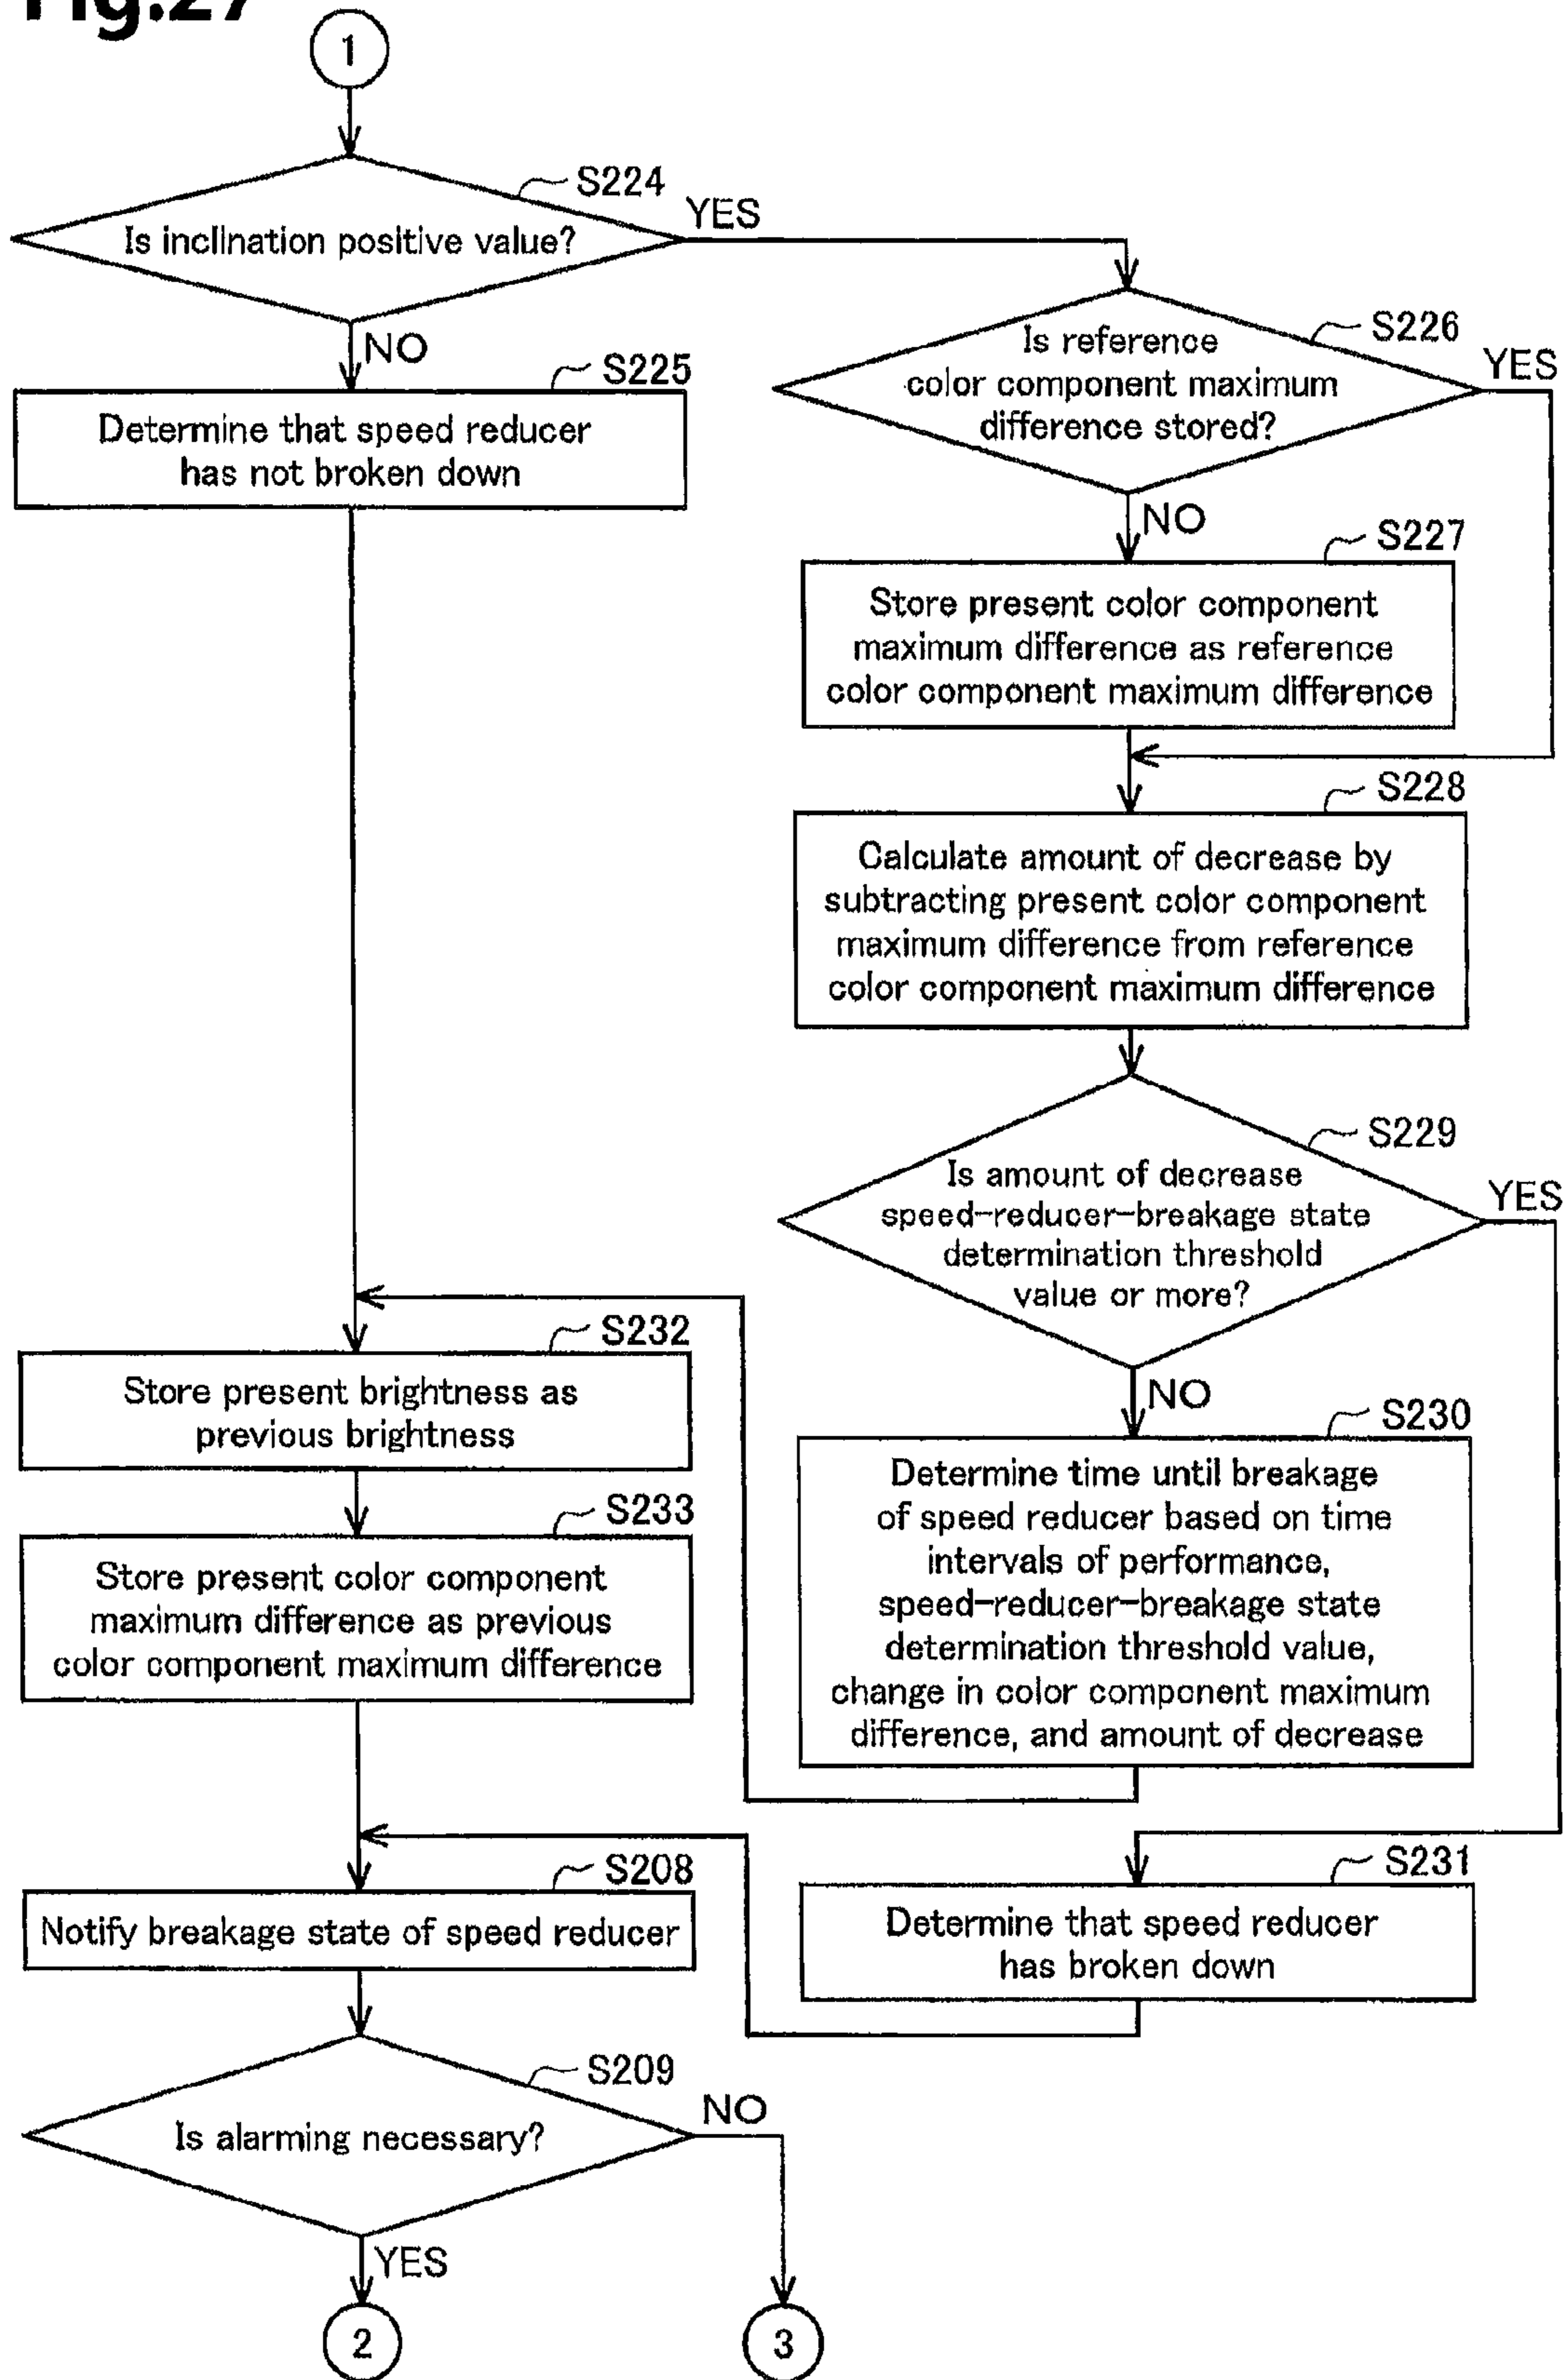 Fig.27
1
S224
Is inclination positive value?
YES
NO
S225
Determine that speed reducer
has not broken down
S226
Is reference
color component maximum
difference stored?
YES
NO
S227
Store present color component
maximum difference as reference
color component maximum difference
S228
Calculate amount of decrease by
subtracting present color component
maximum difference from reference
color component maximum difference
S229
Is amount of decrease
speed-reducer-breakage state
determination threshold
value or more?
YES
NO
S230
Determine time until breakage
of speed reducer based on time
intervals of performance,
speed-reducer-breakage state
determination threshold value,
change in color component maximum
difference, and amount of decrease
S231
Determine that speed reducer
has broken down
S232
Store present brightness as
previous brightness
S233
Store present color component
maximum difference as previous
color component maximum difference
S208
Notify breakage state of speed reducer
S209
Is alarming necessary?
NO
YES
2
3